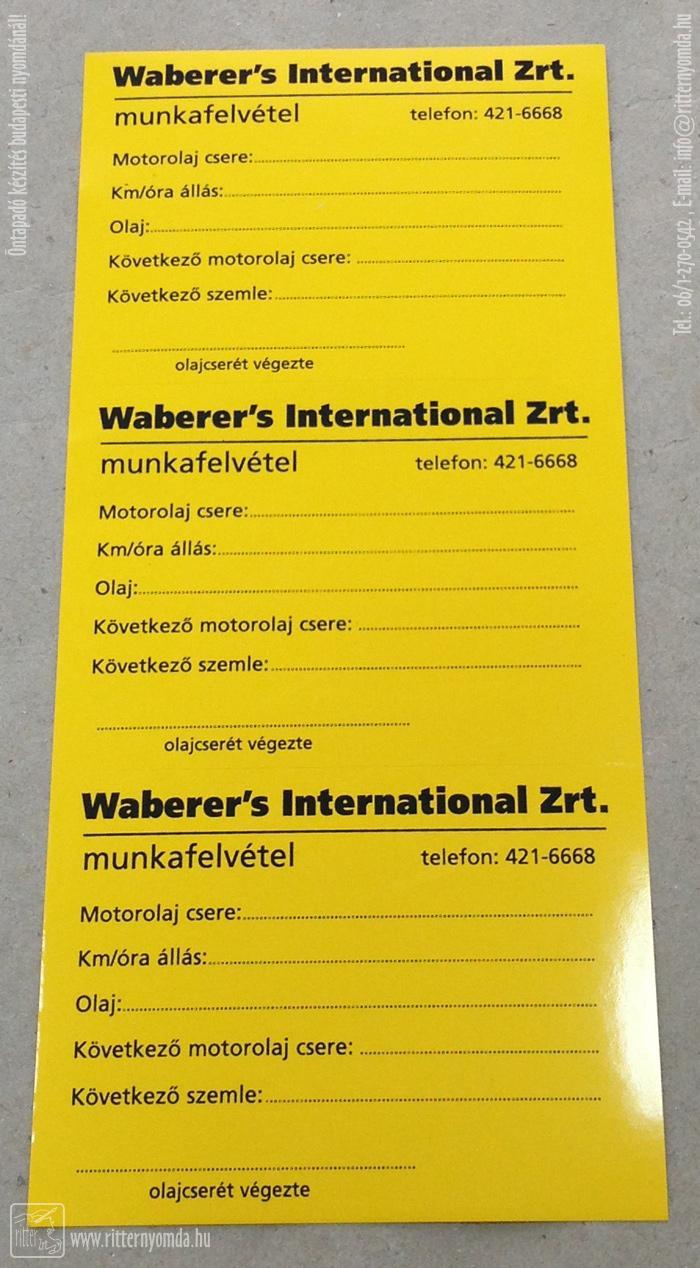 Waberer's International Zrt.
munkafelvétel telefon: 421-6668
Motorolaj csere:
Km/óra állás:
Olaj:
Következő motorolaj csere:
Következő szemle:
olajcserét végezte
Waberer's International Zrt.
munkafelvétel telefon: 421-6668
Motorolaj csere:
Km/óra állás:
Olaj:
Következő motorolaj csere:
Következő szemle:
olajcserét végezte
Waberer's International Zrt.
munkafelvétel telefon: 421-6668
Motorolaj csere:
Km/óra állás:
Olaj:
Következő motorolaj csere:
Következő szemle:
olajcserét végezte
Öntapadó készítés budapesti nyomdánál!
Tel.: 06/1-270-0542 E-mail: info@ritternyomda.hu
ritter
www.ritternyomda.hu